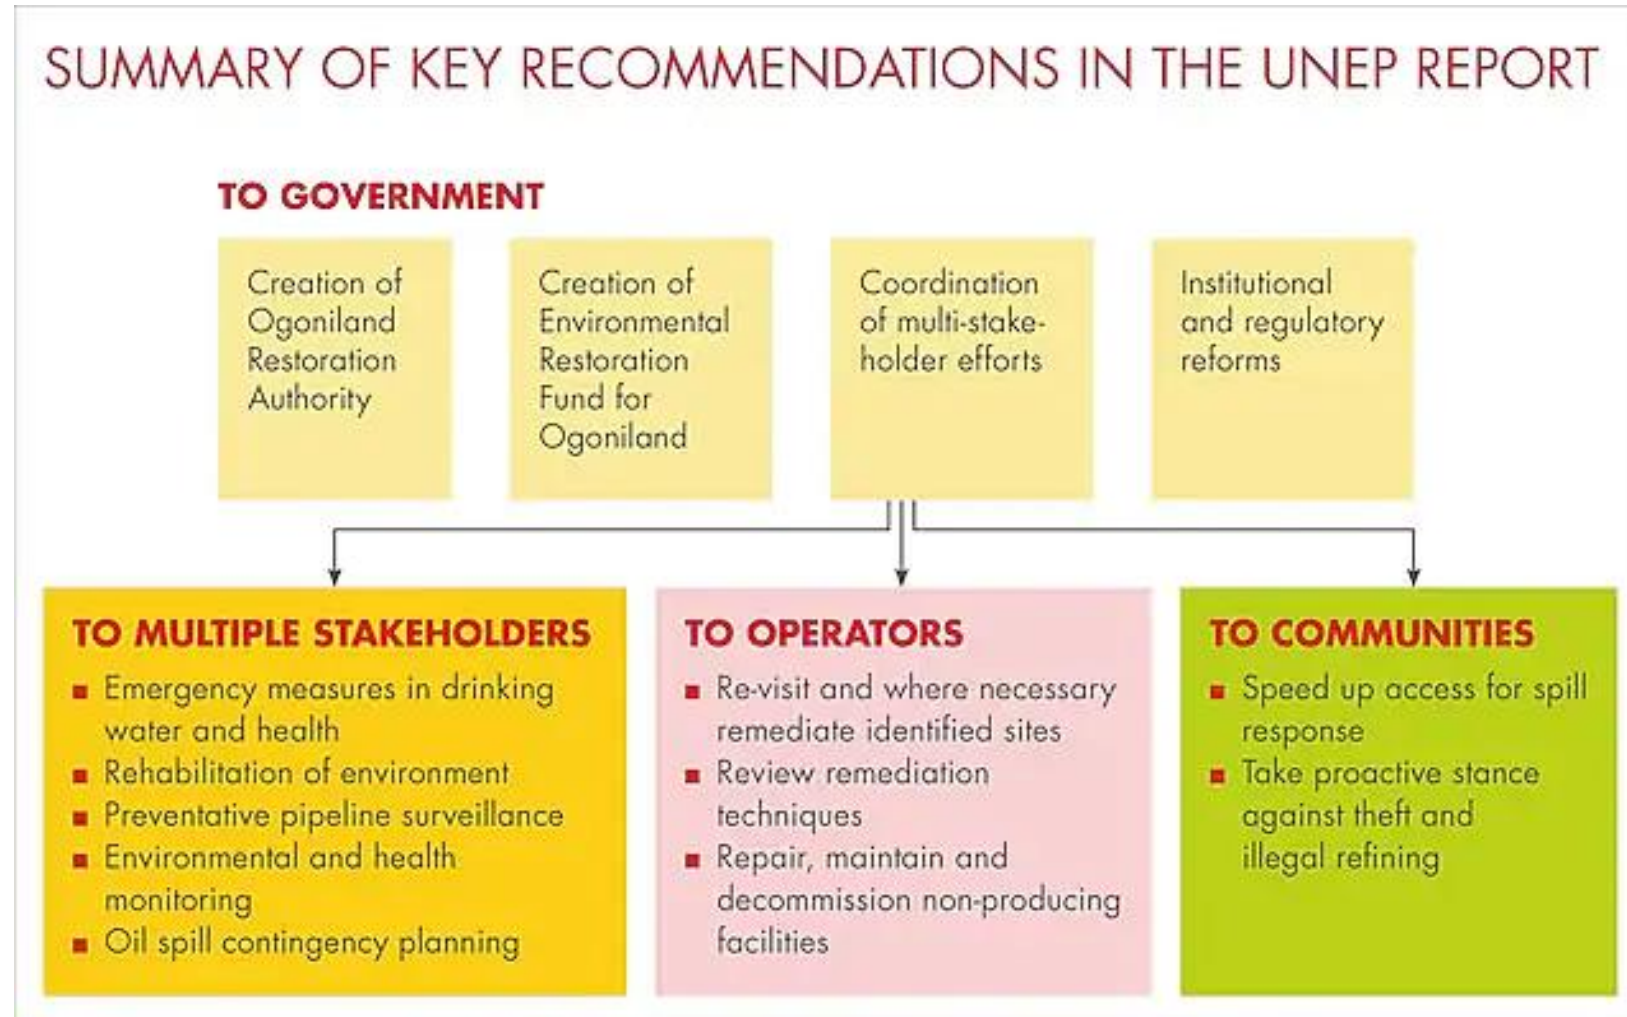 SUMMARY OF KEY RECOMMENDATIONS IN THE UNEP REPORT
TO GOVERNMENT
Creation of
Ogoniland
Restoration
Authority
Creation of
Environmental
Restoration
Fund for
Ogoniland
Coordination
of multi-stake-
holder efforts
Institutional
and regulatory
reforms
TO MULTIPLE STAKEHOLDERS
■ Emergency measures in drinking
water and health
■ Rehabilitation of environment
■ Preventative pipeline surveillance
■ Environmental and health
monitoring
■ Oil spill contingency planning
TO OPERATORS
■ Re-visit and where necessary
remediate identified sites
■ Review remediation
techniques
■ Repair, maintain and
decommission non-producing
facilities
TO COMMUNITIES
■ Speed up access for spill
response
■ Take proactive stance
against theft and
illegal refining